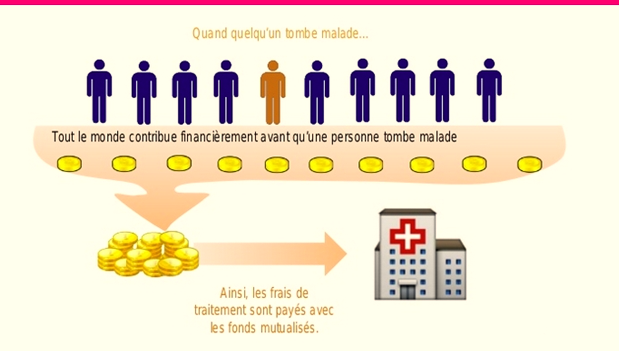 Quand quelqu'un tombe malade...
Tout le monde contribue financièrement avant qu'une personne tombe malade
Ainsi, les frais de
traitement sont payés avec
les fonds mutualisés.